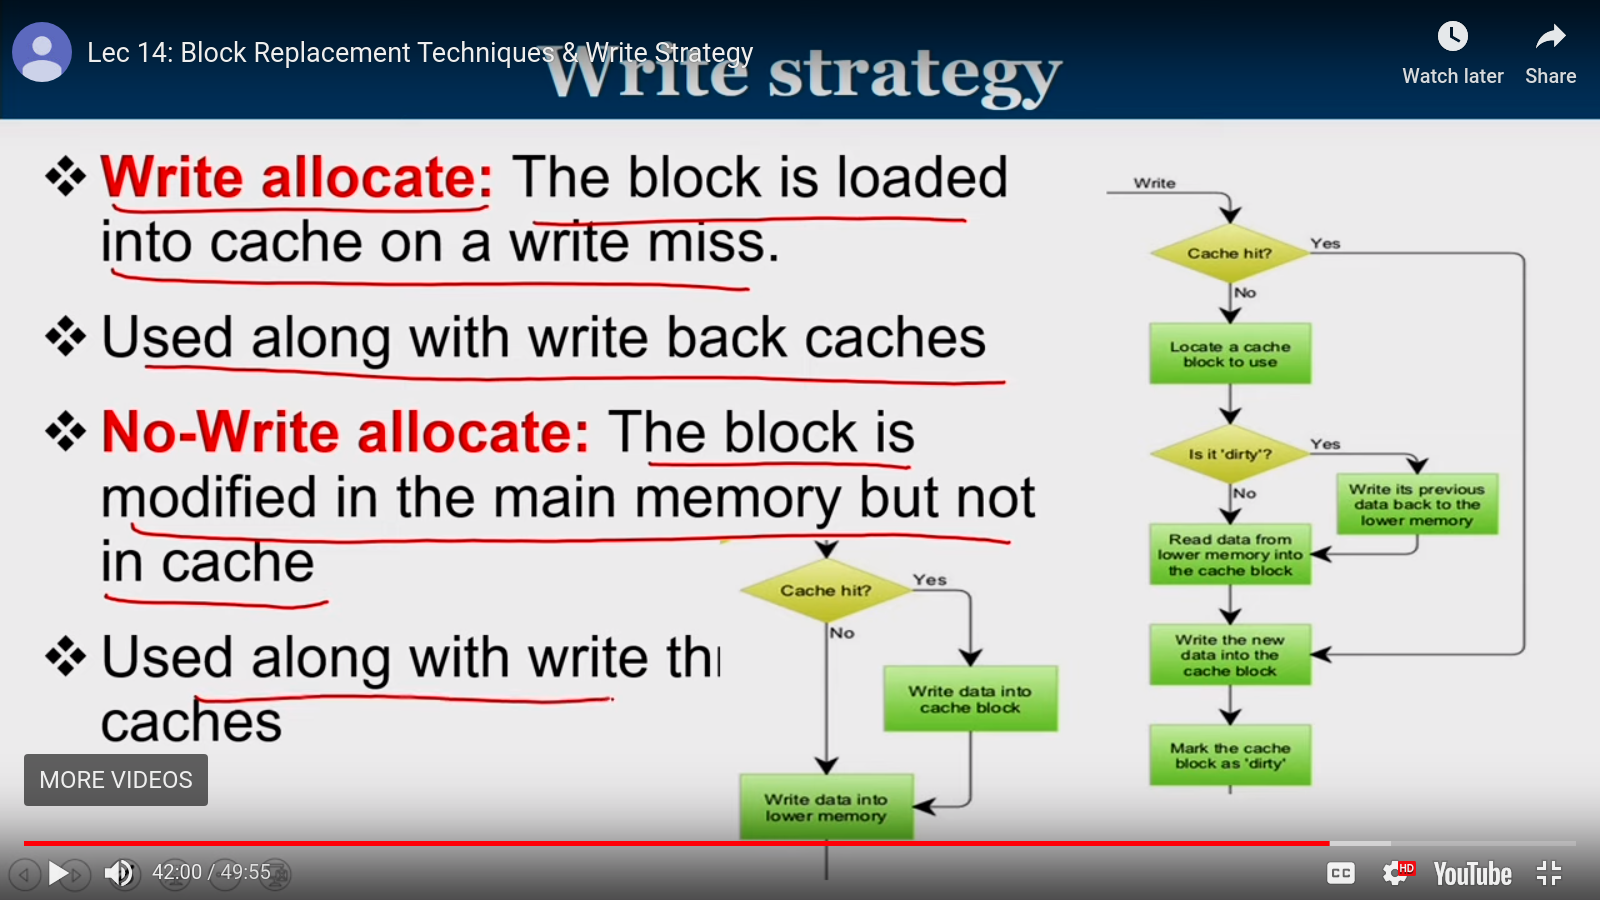 Lec 14: Block Replacement Techniques & Write Strategy
Write strategy
Watch later
Share
Write allocate: The block is loaded
into cache on a write miss.
Used along with write back caches
No-Write allocate: The block is
modified in the main memory but not
in cache
Used along with write thr
caches
Cache hit?
Yes
No
Write data into
cache block
Write data into
lower memory
Write
Cache hit?
Yes
No
Locate a cache
block to use
Is it 'dirty'?
Yes
No
Write its previous
data back to the
lower memory
Read data from
lower memory into
the cache block
Write the new
data into the
cache block
Mark the cache
block as 'dirty'
MORE VIDEOS
42:00 / 49:55
CC
HD
YouTube